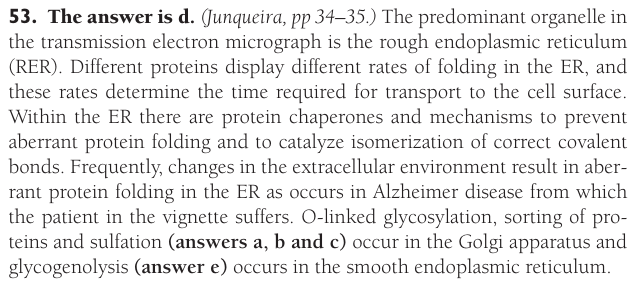 53. The answer is d. (Junqueira, pp 34–35.) The predominant organelle in
the transmission electron micrograph is the rough endoplasmic reticulum
(RER). Different proteins display different rates of folding in the ER, and
these rates determine the time required for transport to the cell surface.
Within the ER there are protein chaperones and mechanisms to prevent
aberrant protein folding and to catalyze isomerization of correct covalent
bonds. Frequently, changes in the extracellular environment result in aber-
rant protein folding in the ER as occurs in Alzheimer disease from which
the patient in the vignette suffers. O-linked glycosylation, sorting of pro-
teins and sulfation (answers a, b and c) occur in the Golgi apparatus and
glycogenolysis (answer e) occurs in the smooth endoplasmic reticulum.